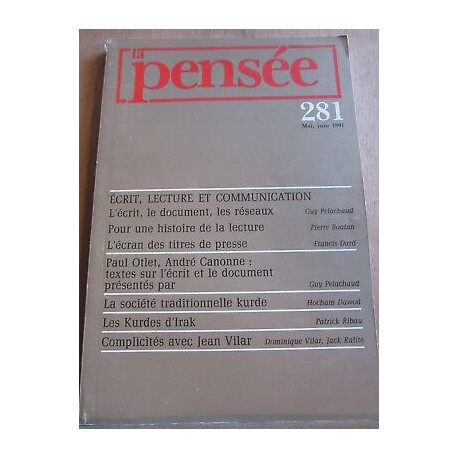 la
pensée
281
Mai, juin 1991
ÉCRIT, LECTURE ET COMMUNICATION
L'écrit, le document, les réseaux Guy Pelachaud
Pour une histoire de la lecture Pierre Boutan
L'écran des titres de presse Francis Dard
Paul Otlet, André Canonne :
textes sur l'écrit et le document
présentés par Guy Pelachaud
La société traditionnelle kurde Hocham Dawod
Les Kurdes d'Irak Patrick Ribau
Complicités avec Jean Vilar Dominique Vilar, Jack Ralite